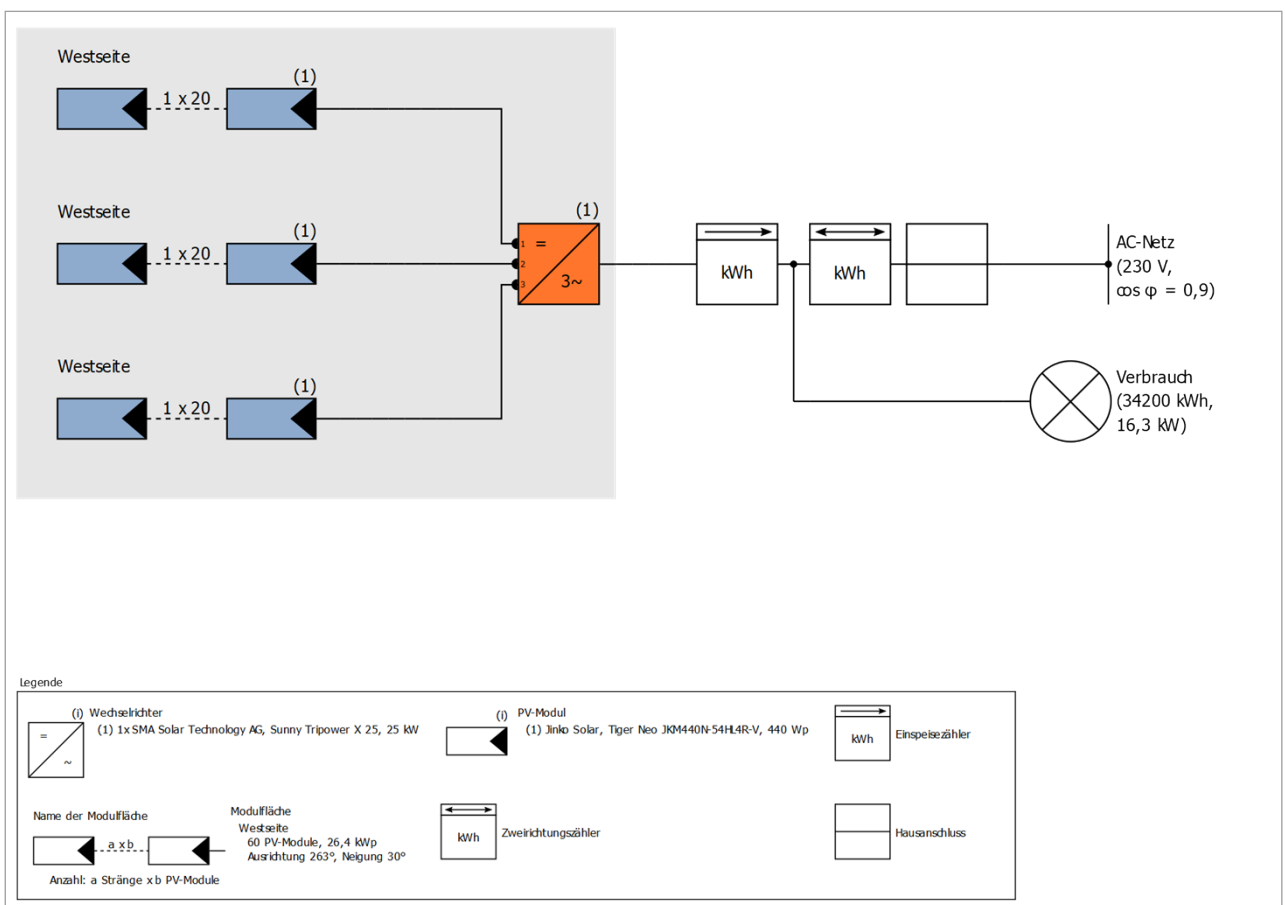 Westseite
(1)
1 x 20
Westseite
(1)
1 x 20
Westseite
(1)
1 x 20
(1)
1
=
2
3
3~
kWh
kWh
AC-Netz
(230 V,
cos φ = 0,9)
Verbrauch
(34200 kWh,
16,3 kW)
Legende
(i) Wechselrichter
(1) 1x SMA Solar Technology AG, Sunny Tripower X 25, 25 kW
=
~
(i) PV-Modul
(1) Jinko Solar, Tiger Neo JKM440N-54HL4R-V, 440 Wp
kWh
Einspeisezähler
Name der Modulfläche
a x b
Anzahl: a Stränge x b PV-Module
Modulfläche
Westseite
60 PV-Module, 26,4 kWp
Ausrichtung 263°, Neigung 30°
kWh
Zweirichtungszähler
Hausanschluss